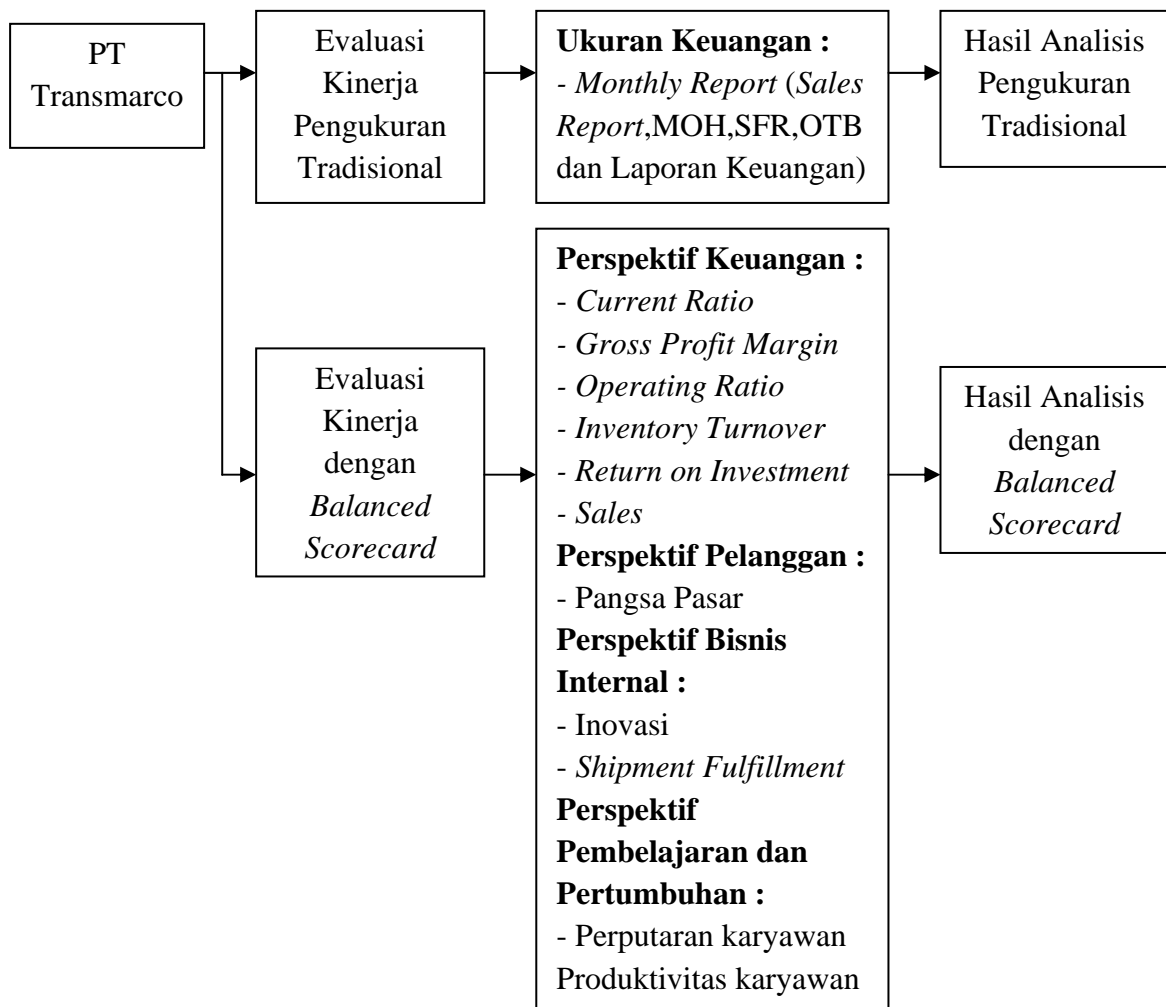 PT
Transmarco
Evaluasi
Kinerja
Pengukuran
Tradisional
Ukuran Keuangan :
- Monthly Report (Sales
Report,MOH,SFR,OTB
dan Laporan Keuangan)
Hasil Analisis
Pengukuran
Tradisional
Evaluasi
Kinerja
dengan
Balanced
Scorecard
Perspektif Keuangan :
- Current Ratio
- Gross Profit Margin
- Operating Ratio
- Inventory Turnover
- Return on Investment
- Sales
Perspektif Pelanggan :
- Pangsa Pasar
Perspektif Bisnis
Internal :
- Inovasi
- Shipment Fulfillment
Perspektif
Pembelajaran dan
Pertumbuhan :
- Perputaran karyawan
Produktivitas karyawan
Hasil Analisis
dengan
Balanced
Scorecard